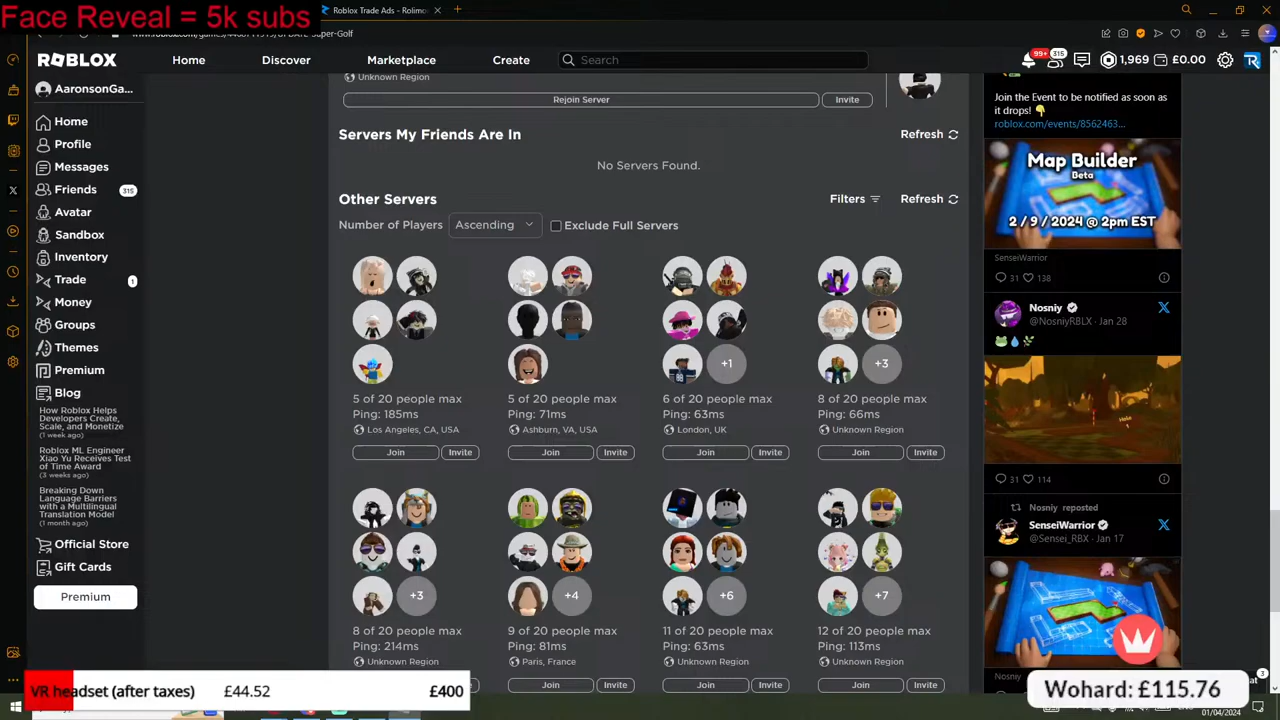 Face Reveal = 5k subs
Roblox Trade Ads - Rolimo
www.roblox.com/games/4468711919/UPDATE-Super-Golf
ROBLOX
Home
Discover
Marketplace
Create
Search
99+
315
1,969
£0.00
AaronsonGa...
Home
Profile
Messages
Friends
315
Avatar
Sandbox
Inventory
Trade
1
Money
Groups
Themes
Premium
Blog
How Roblox Helps
Developers Create,
Scale, and Monetize
(1 week ago)
Roblox ML Engineer
Xiao Yu Receives Test
of Time Award
(3 weeks ago)
Breaking Down
Language Barriers
with a Multilingual
Translation Model
(1 month ago)
Official Store
Gift Cards
Premium
Unknown Region
Rejoin Server
Invite
Servers My Friends Are In
Refresh
No Servers Found.
Other Servers
Filters
Refresh
Number of Players
Ascending
Exclude Full Servers
+1
+3
5 of 20 people max
5 of 20 people max
6 of 20 people max
8 of 20 people max
Ping: 185ms
Ping: 71ms
Ping: 63ms
Ping: 66ms
Los Angeles, CA, USA
Ashburn, VA, USA
London, UK
Unknown Region
Join
Invite
Join
Invite
Join
Invite
Join
Invite
+3
+4
+6
+7
8 of 20 people max
9 of 20 people max
11 of 20 people max
12 of 20 people max
Ping: 214ms
Ping: 81ms
Ping: 63ms
Ping: 113ms
Unknown Region
Paris, France
Unknown Region
Unknown Region
Join
Invite
Join
Invite
Join
Join the Event to be notified as soon as
it drops!
roblox.com/events/8562463...
Map Builder
Beta
2 / 9 / 2024 @ 2pm EST
SenseiWarrior
31
138
Nosniy
@NosniyRBLX · Jan 28
31
114
Nosniy reposted
SenseiWarrior
@Sensei_RBX · Jan 17
Nosniy
3
VR headset (after taxes)
£44.52
£400
Wohard: £115.76
01/04/2024